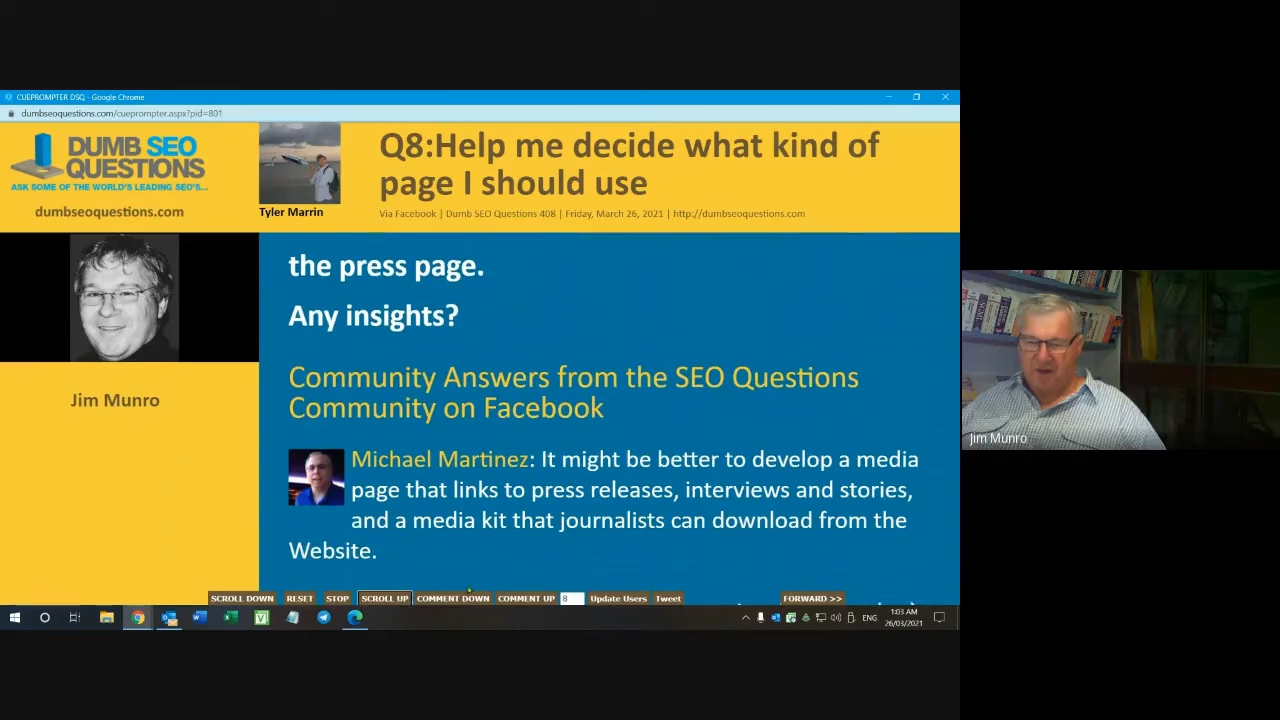 CUEPROMPTER DSQ - Google Chrome
dumbseoquestions.com/cueprompter.aspx?pid=801
DUMB SEO
QUESTIONS
ASK SOME OF THE WORLD'S LEADING SEO'S...
dumbseoquestions.com
Tyler Marrin
Q8:Help me decide what kind of
page I should use
Via Facebook | Dumb SEO Questions 408 | Friday, March 26, 2021 | http://dumbseoquestions.com
Jim Munro
the press page.
Any insights?
Community Answers from the SEO Questions
Community on Facebook
Michael Martinez: It might be better to develop a media
page that links to press releases, interviews and stories,
and a media kit that journalists can download from the
Website.
SCROLL DOWN RESET STOP SCROLL UP COMMENT DOWN COMMENT UP 8 Update Users Tweet FORWARD >>
ENG
1:03 AM
26/03/2021
Jim Munro